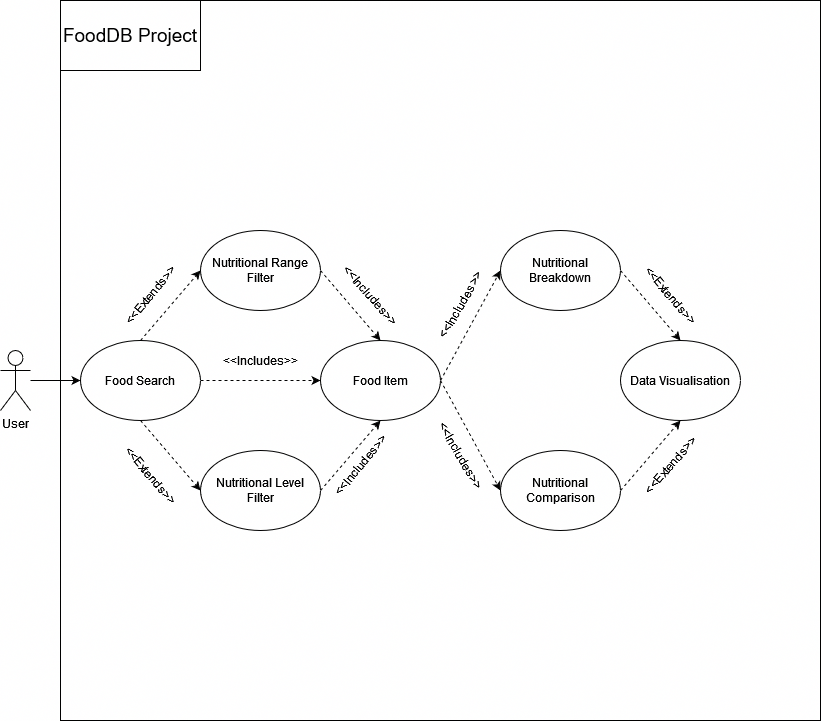 FoodDB Project
Nutritional Range
Filter
Nutritional
Breakdown
<<Extends>>
<<Includes>>
<<Includes>>
<<Extends>>
Food Search
<<Includes>>
Food Item
Data Visualisation
User
<<Extends>>
<<Includes>>
<<Includes>>
<<Extends>>
Nutritional Level
Filter
Nutritional
Comparison